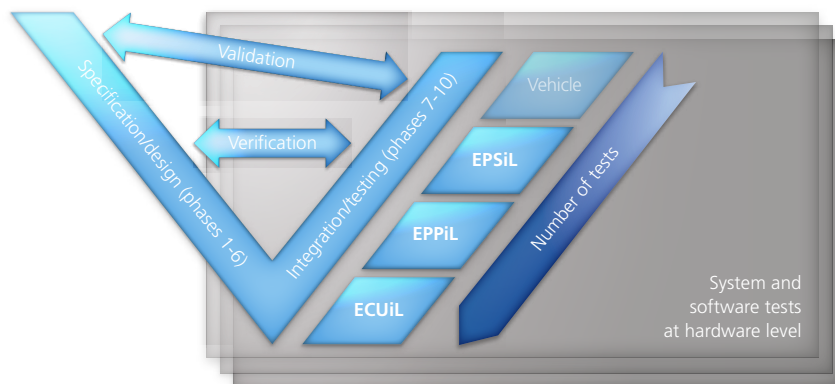 Validation
Specification/design (phases 1-6)
Verification
Integration/testing (phases 7-10)
Vehicle
EPSiL
EPPiL
ECUiL
Number of tests
System and
software tests
at hardware level